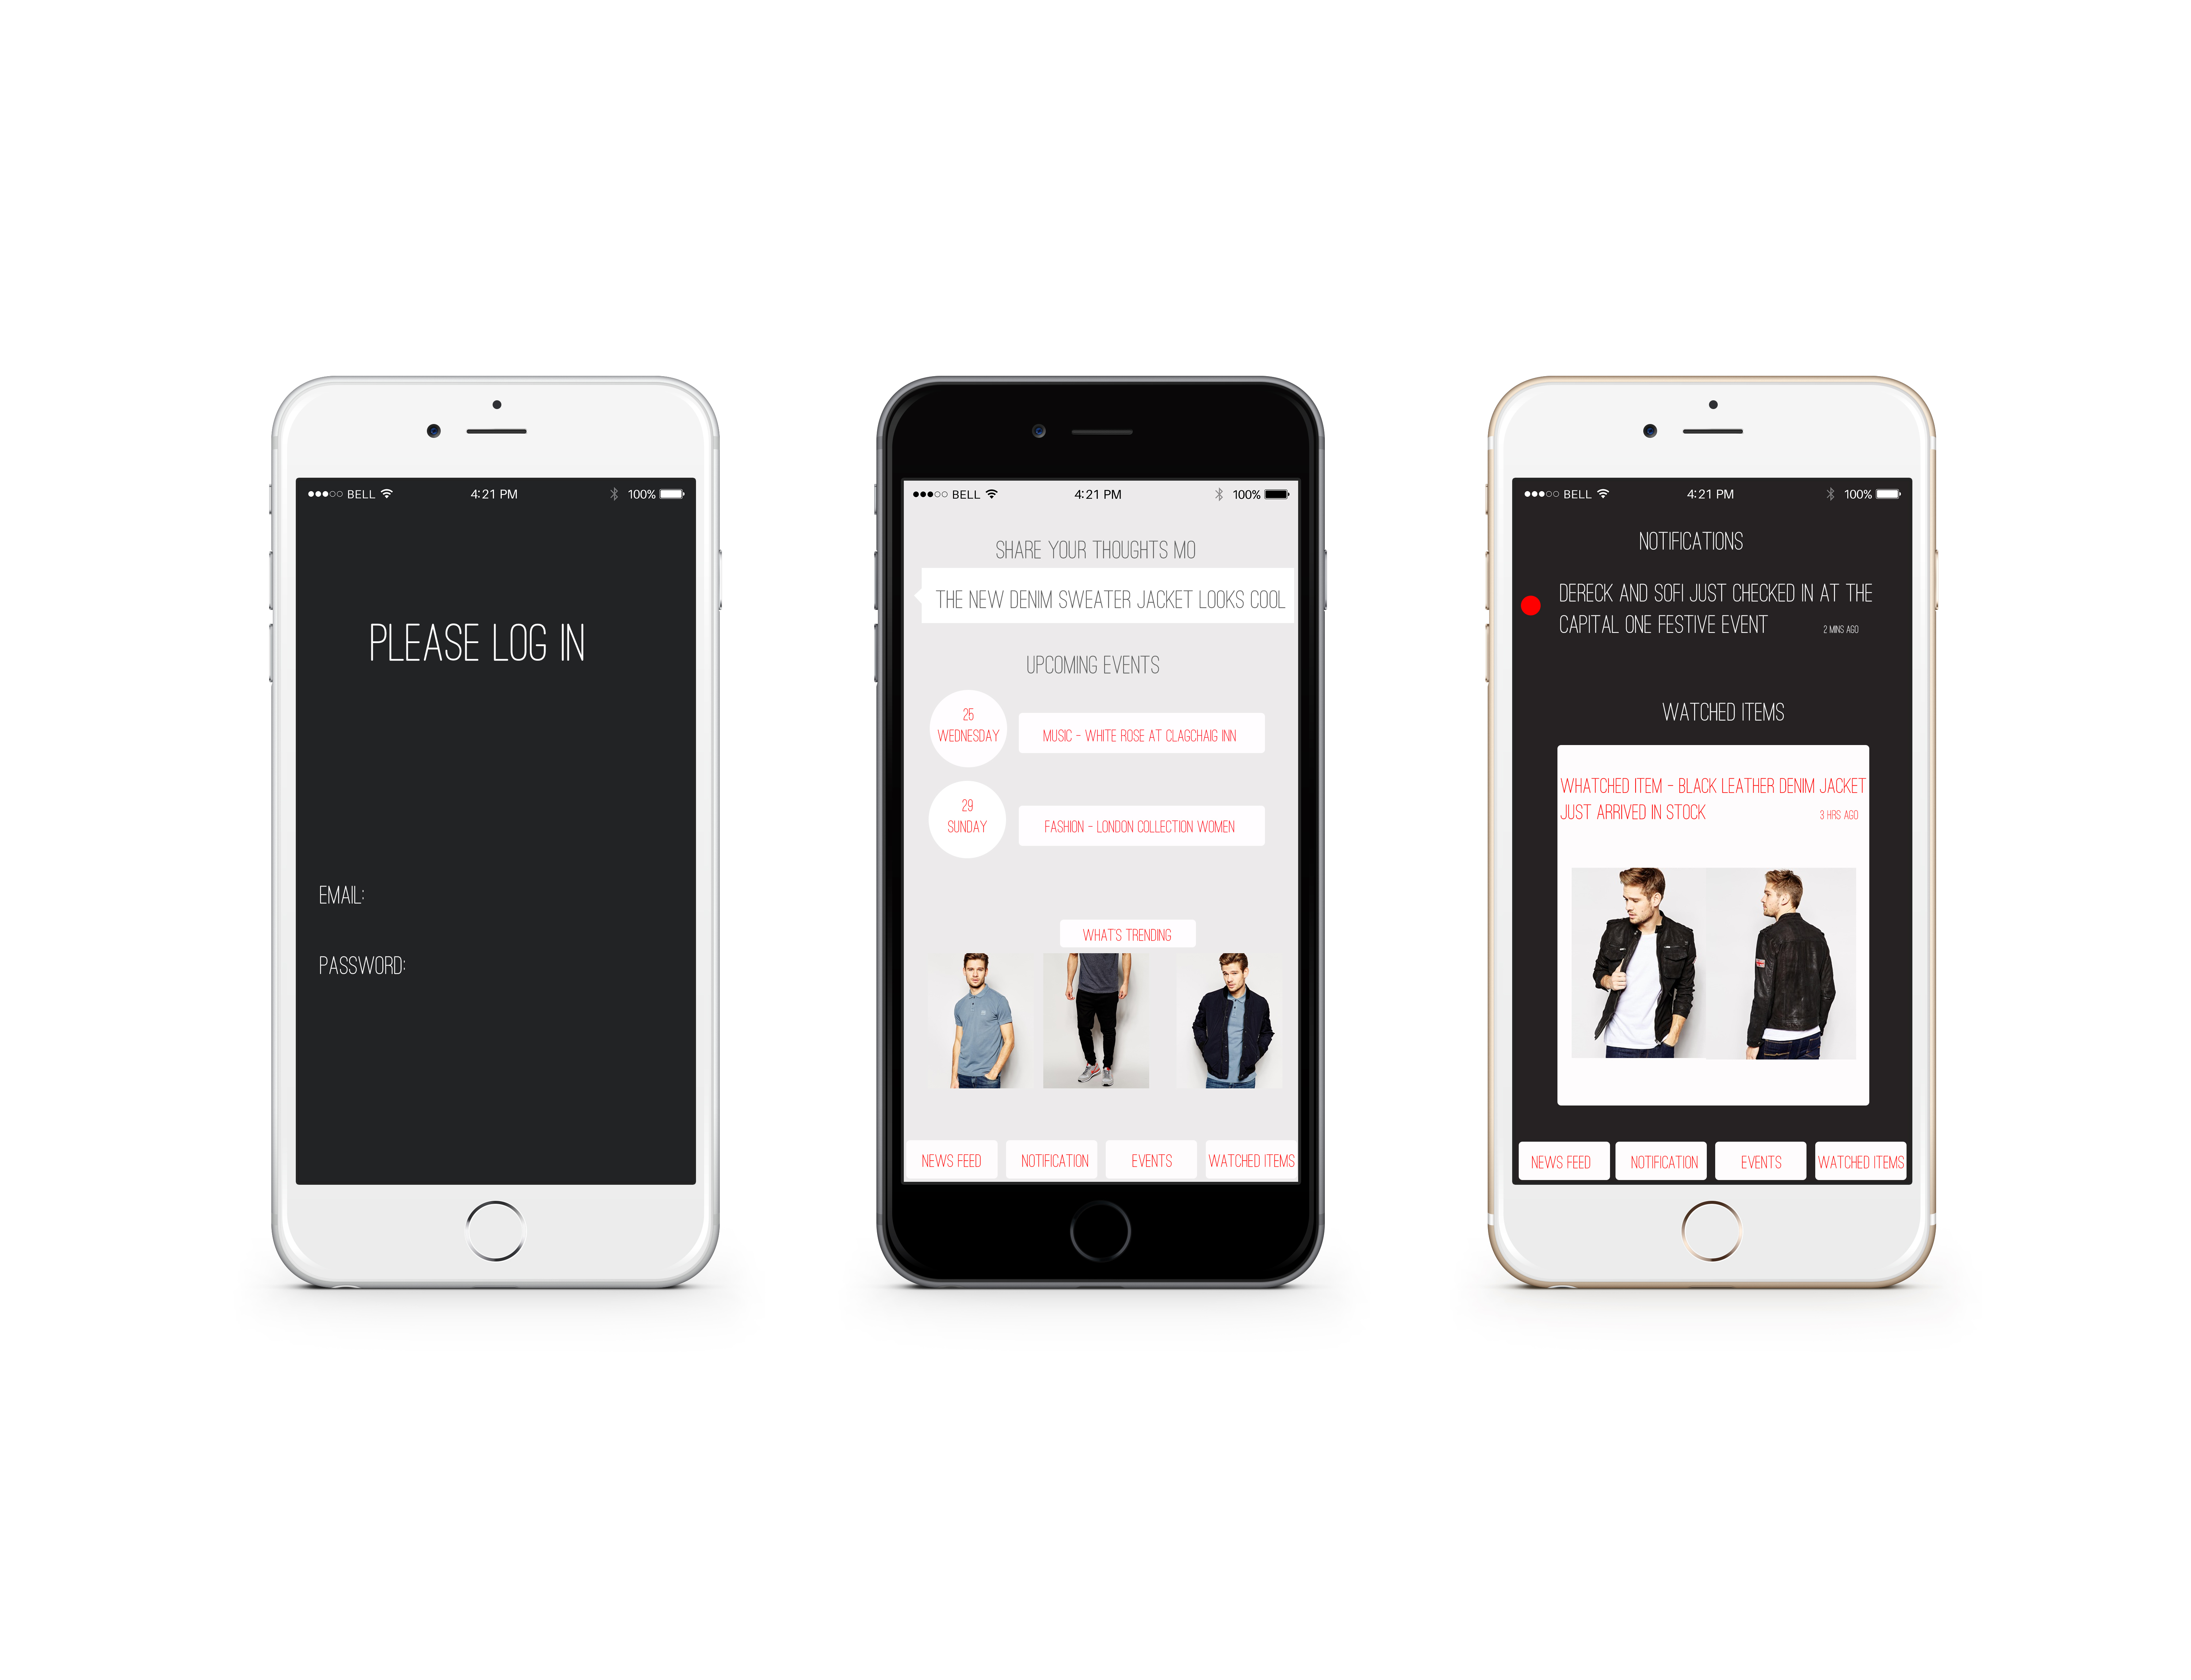 BELL 4:21 PM 100%
PLEASE LOG IN
EMAIL:
PASSWORD:
BELL 4:21 PM 100%
SHARE YOUR THOUGHTS MO
THE NEW DENIM SWEATER JACKET LOOKS COOL
UPCOMING EVENTS
25
WEDNESDAY
MUSIC - WHITE ROSE AT CLAGCHAIG INN
29
SUNDAY
FASHION - LONDON COLLECTION WOMEN
WHAT'S TRENDING
NEWS FEED NOTIFICATION EVENTS WATCHED ITEMS
BELL 4:21 PM 100%
NOTIFICATIONS
DERECK AND SOFI JUST CHECKED IN AT THE
CAPITAL ONE FESTIVE EVENT 2 MINS AGO
WATCHED ITEMS
WHATCHED ITEM - BLACK LEATHER DENIM JACKET
JUST ARRIVED IN STOCK 3 HRS AGO
NEWS FEED NOTIFICATION EVENTS WATCHED ITEMS